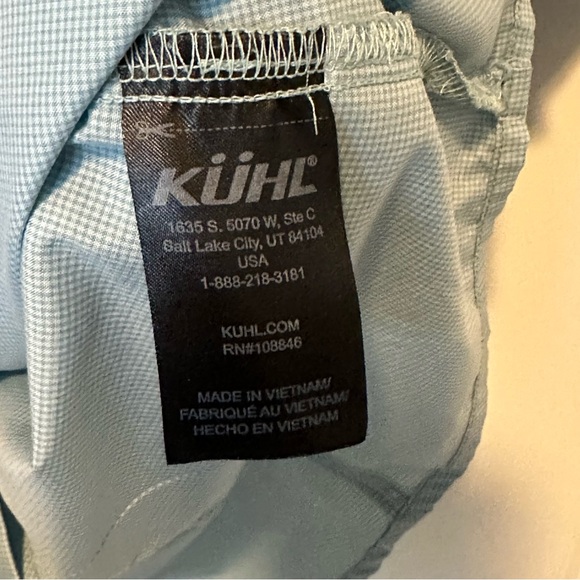 KÜHL®
1635 S. 5070 W, Ste C
Salt Lake City, UT 84104
USA
1-888-218-3181
KUHL.COM
RN#108846
MADE IN VIETNAM/
FABRIQUÉ AU VIETNAM/
HECHO EN VIETNAM